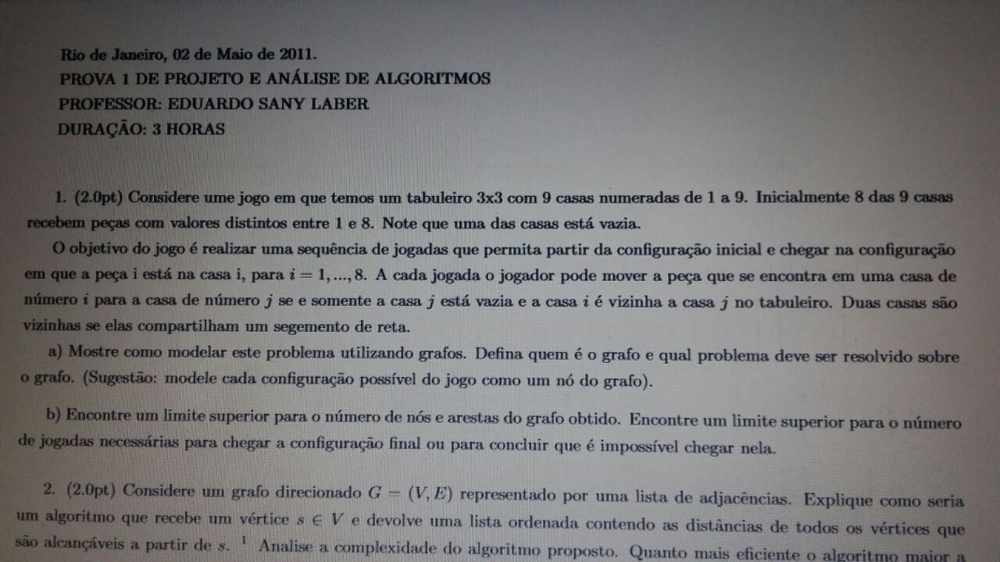 Rio de Janeiro, 02 de Maio de 2011.
PROVA 1 DE PROJETO E ANÁLISE DE ALGORITMOS
PROFESSOR: EDUARDO SANY LABER
DURAÇÃO: 3 HORAS
1. (2.0pt) Considere ume jogo em que temos um tabuleiro 3x3 com 9 casas numeradas de 1 a 9. Inicialmente 8 das 9 casas
recebem peças com valores distintos entre 1 e 8. Note que uma das casas está vazia.
O objetivo do jogo é realizar uma sequência de jogadas que permita partir da configuração inicial e chegar na configuração
em que a peça i está na casa i, para i = 1, ..., 8. A cada jogada o jogador pode mover a peça que se encontra em uma casa de
número i para a casa de número j se e somente a casa j está vazia e a casa i é vizinha a casa j no tabuleiro. Duas casas são
vizinhas se elas compartilham um segemento de reta.
a) Mostre como modelar este problema utilizando grafos. Defina quem é o grafo e qual problema deve ser resolvido sobre
o grafo. (Sugestão: modele cada configuração possível do jogo como um nó do grafo).
b) Encontre um limite superior para o número de nós e arestas do grafo obtido. Encontre um limite superior para o número
de jogadas necessárias para chegar a configuração final ou para concluir que é impossível chegar nela.
2. (2.0pt) Considere um grafo direcionado G = (V, E) representado por uma lista de adjacências. Explique como seria
um algoritmo que recebe um vértice s ∈ V e devolve uma lista ordenada contendo as distâncias de todos os vértices que
são alcançáveis a partir de s. ¹ Analise a complexidade do algoritmo proposto. Quanto mais eficiente o algoritmo maior a